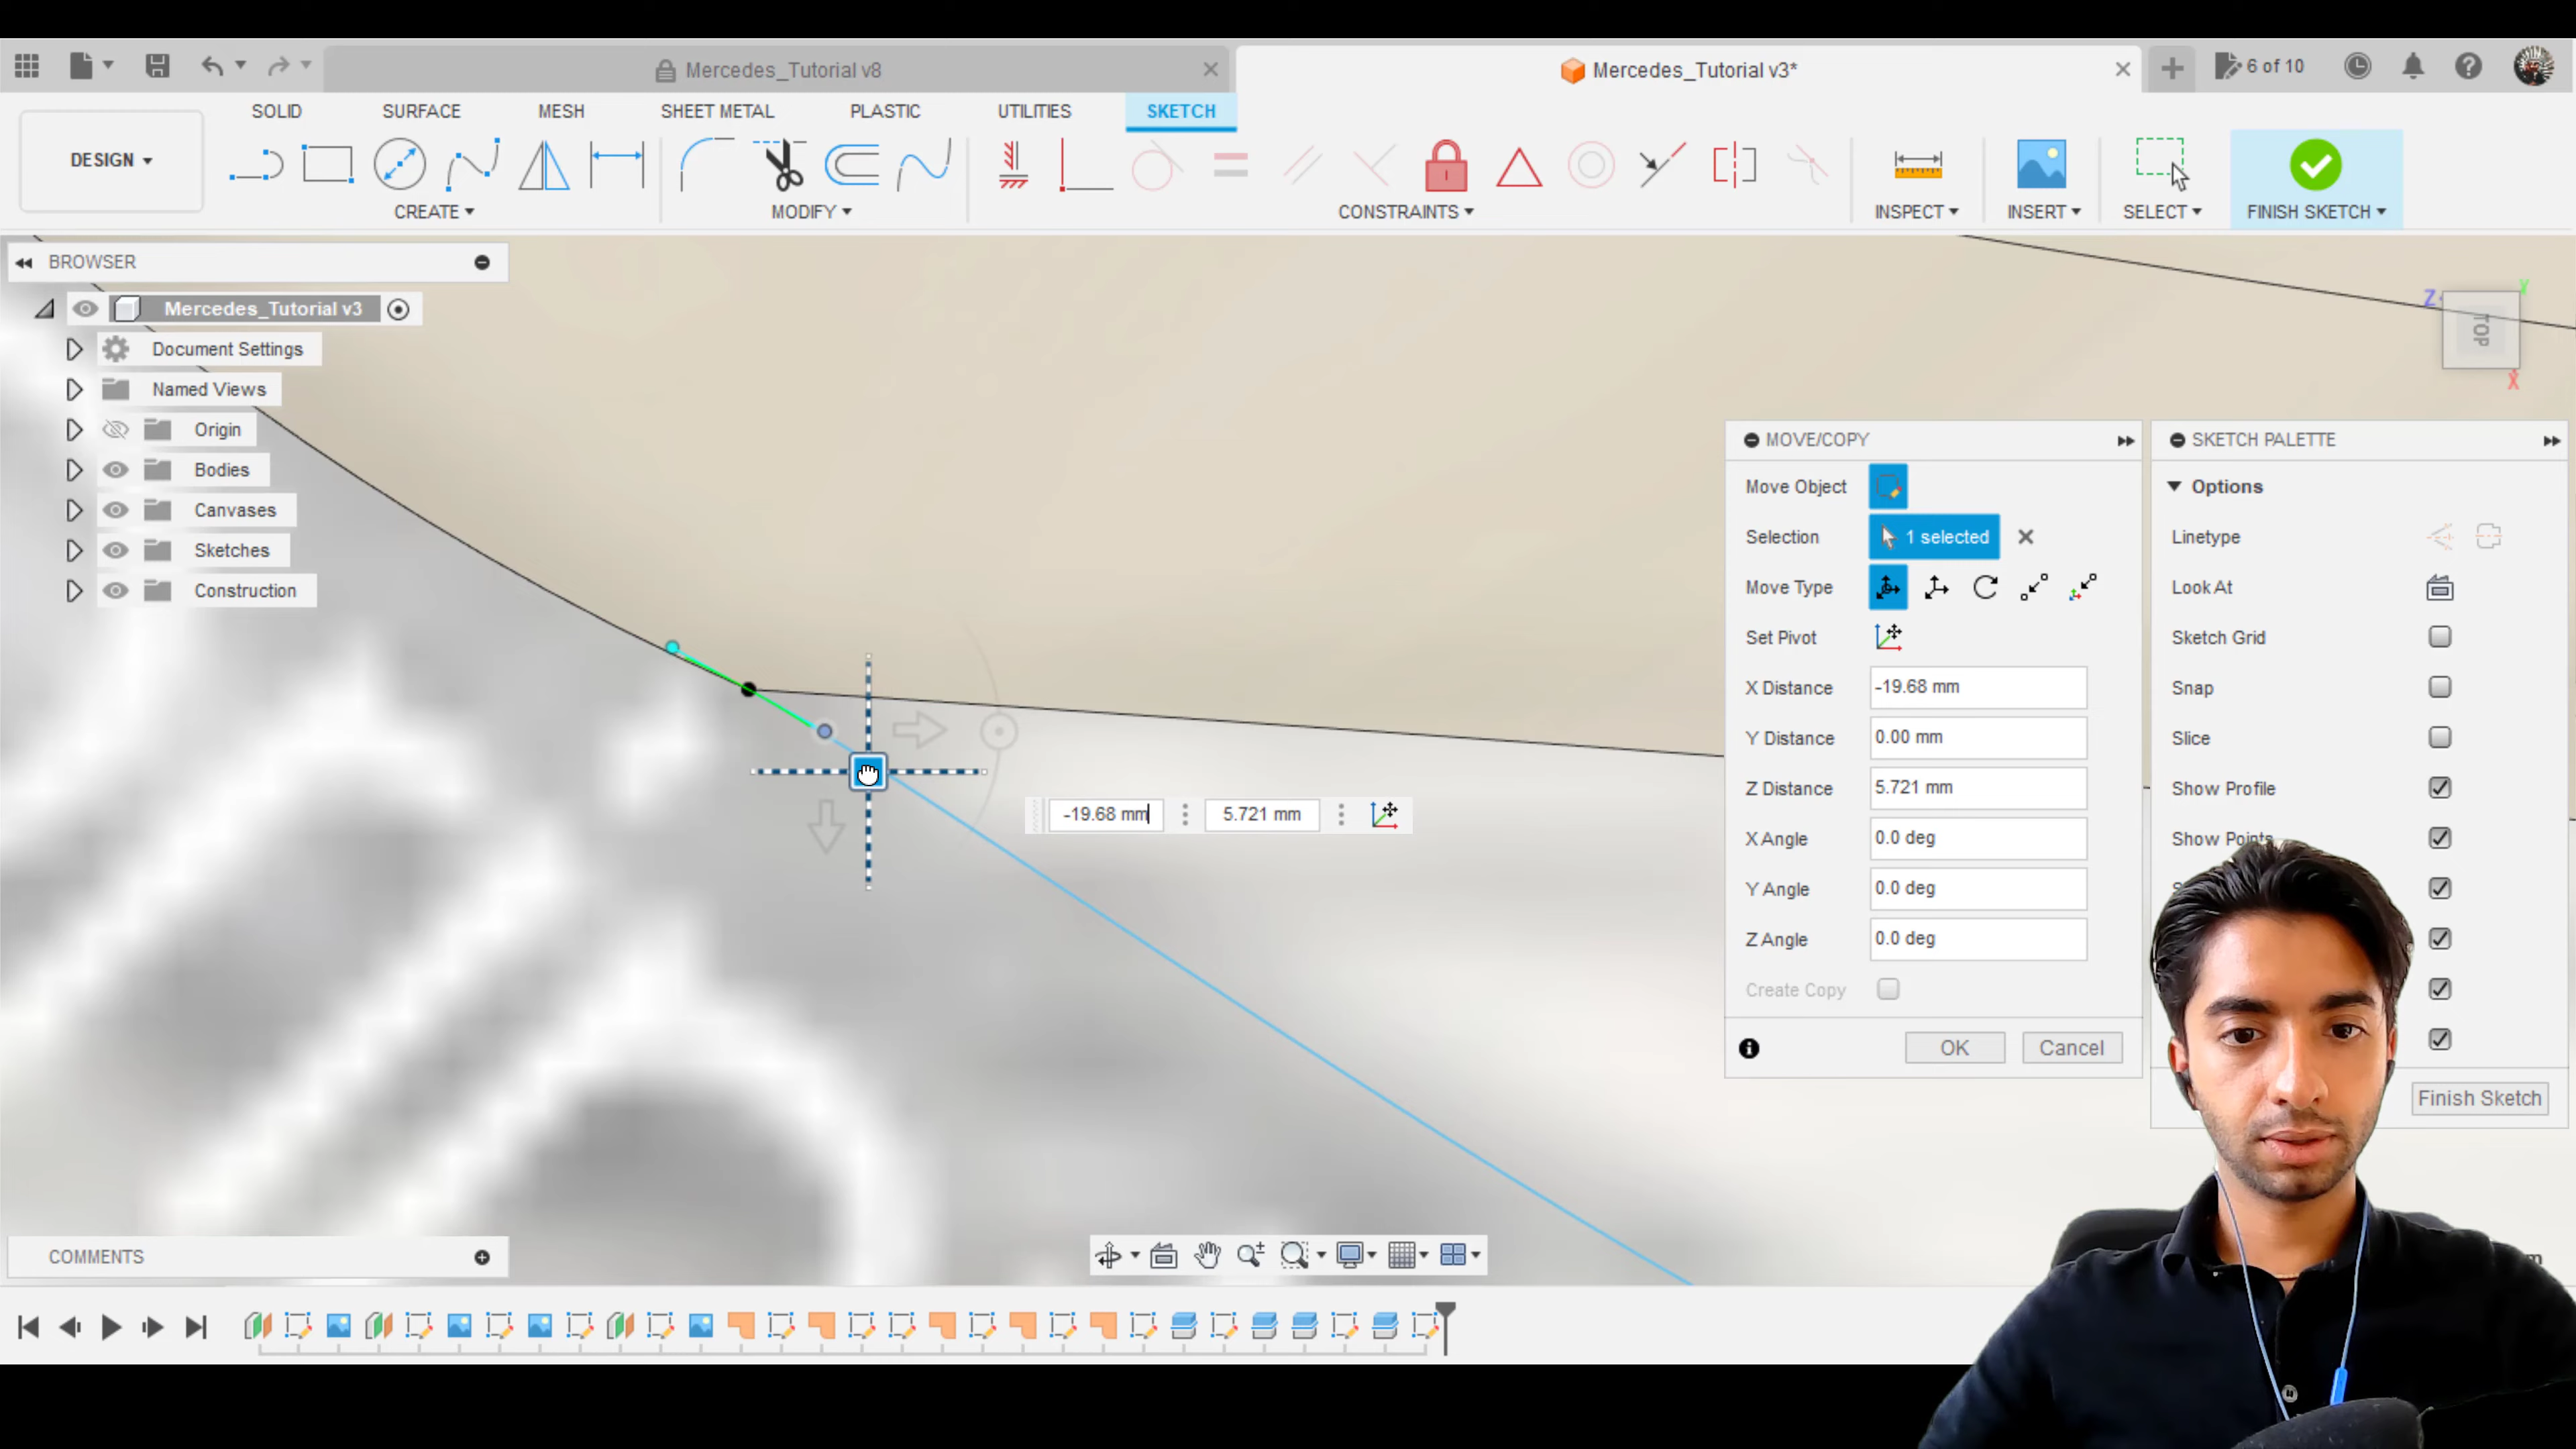 Mercedes_Tutorial v8
Mercedes_Tutorial v3*
6 of 10
SOLID
SURFACE
MESH
SHEET METAL
PLASTIC
UTILITIES
SKETCH
DESIGN
CREATE
MODIFY
CONSTRAINTS
INSPECT
INSERT
SELECT
FINISH SKETCH
BROWSER
Mercedes_Tutorial v3
Document Settings
Named Views
Origin
Bodies
Canvases
Sketches
Construction
Z
Y
TOP
X
MOVE/COPY
Move Object
Selection
1 selected
Move Type
Set Pivot
X Distance
-19.68 mm
Y Distance
0.00 mm
Z Distance
5.721 mm
X Angle
0.0 deg
Y Angle
0.0 deg
Z Angle
0.0 deg
Create Copy
OK
Cancel
SKETCH PALETTE
Options
Linetype
Look At
Sketch Grid
Snap
Slice
Show Profile
Show Points
Finish Sketch
-19.68 mm
5.721 mm
COMMENTS